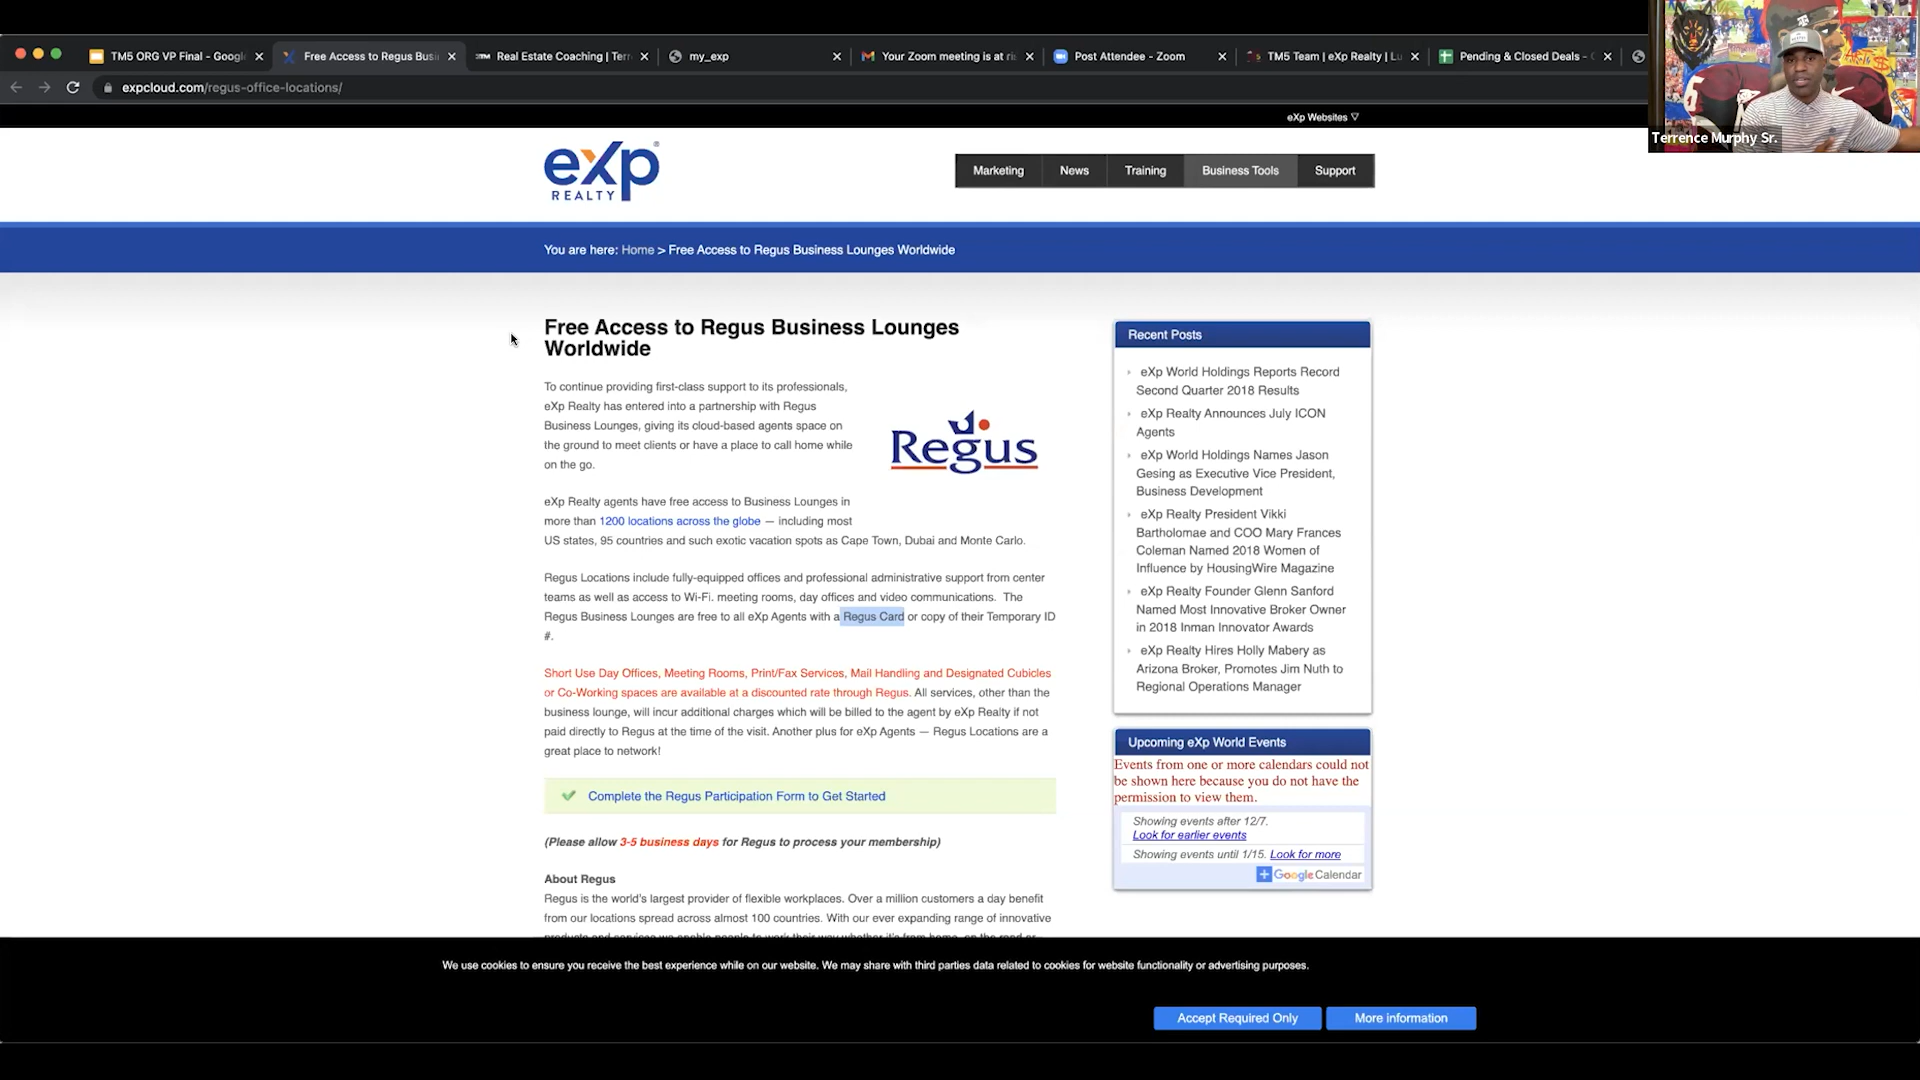 TM5 ORG VP Final - Googl
Free Access to Regus Busi
Real Estate Coaching | Terr
my_exp
Your Zoom meeting is at ris
Post Attendee - Zoom
TM5 Team | eXp Realty | Lu
Pending & Closed Deals -
expcloud.com/regus-office-locations/
Terrence Murphy Sr.
eXp Websites ▽
eXp
REALTY
Marketing
News
Training
Business Tools
Support
You are here: Home > Free Access to Regus Business Lounges Worldwide
Free Access to Regus Business Lounges
Worldwide
To continue providing first-class support to its professionals,
eXp Realty has entered into a partnership with Regus
Business Lounges, giving its cloud-based agents space on
the ground to meet clients or have a place to call home while
on the go.
Regus
eXp Realty agents have free access to Business Lounges in
more than 1200 locations across the globe — including most
US states, 95 countries and such exotic vacation spots as Cape Town, Dubai and Monte Carlo.
Regus Locations include fully-equipped offices and professional administrative support from center
teams as well as access to Wi-Fi. meeting rooms, day offices and video communications. The
Regus Business Lounges are free to all eXp Agents with a Regus Card or copy of their Temporary ID
#.
Short Use Day Offices, Meeting Rooms, Print/Fax Services, Mail Handling and Designated Cubicles
or Co-Working spaces are available at a discounted rate through Regus. All services, other than the
business lounge, will incur additional charges which will be billed to the agent by eXp Realty if not
paid directly to Regus at the time of the visit. Another plus for eXp Agents — Regus Locations are a
great place to network!
Complete the Regus Participation Form to Get Started
(Please allow 3-5 business days for Regus to process your membership)
About Regus
Regus is the world's largest provider of flexible workplaces. Over a million customers a day benefit
from our locations spread across almost 100 countries. With our ever expanding range of innovative
products and services we enable people to work their way whether it's from home, on the road or
Recent Posts
eXp World Holdings Reports Record
Second Quarter 2018 Results
eXp Realty Announces July ICON
Agents
eXp World Holdings Names Jason
Gesing as Executive Vice President,
Business Development
eXp Realty President Vikki
Bartholomae and COO Mary Frances
Coleman Named 2018 Women of
Influence by HousingWire Magazine
eXp Realty Founder Glenn Sanford
Named Most Innovative Broker Owner
in 2018 Inman Innovator Awards
eXp Realty Hires Holly Mabery as
Arizona Broker, Promotes Jim Nuth to
Regional Operations Manager
Upcoming eXp World Events
Events from one or more calendars could not
be shown here because you do not have the
permission to view them.
Showing events after 12/7.
Look for earlier events
Showing events until 1/15. Look for more
Google Calendar
We use cookies to ensure you receive the best experience while on our website. We may share with third parties data related to cookies for website functionality or advertising purposes.
Accept Required Only
More information